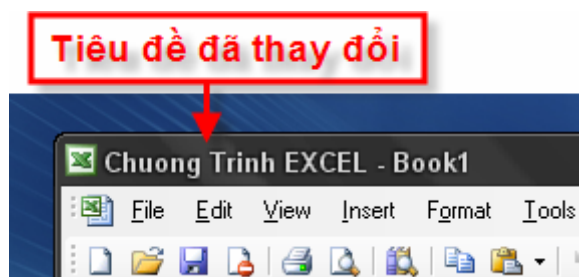 Tiêu đề đã thay đổi
Chuong Trinh EXCEL - Book1
File Edit View Insert Format Tools